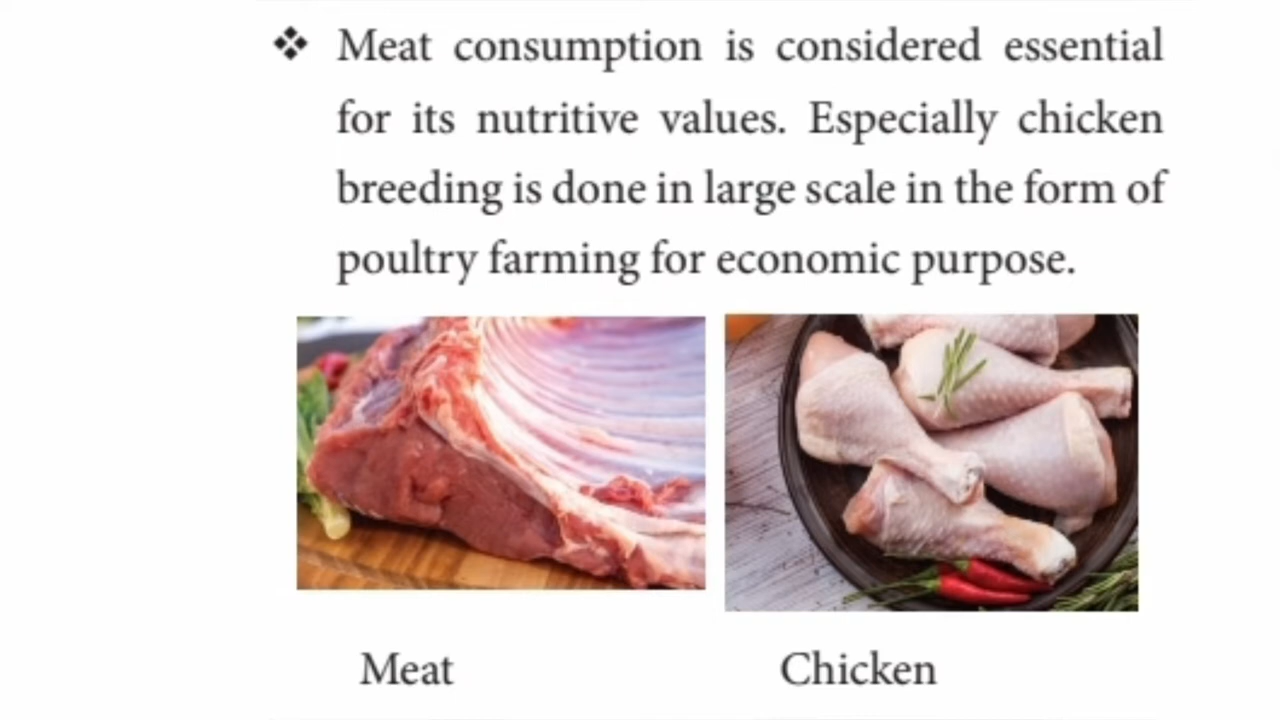 ❖ Meat consumption is considered essential
for its nutritive values. Especially chicken
breeding is done in large scale in the form of
poultry farming for economic purpose.
Meat
Chicken